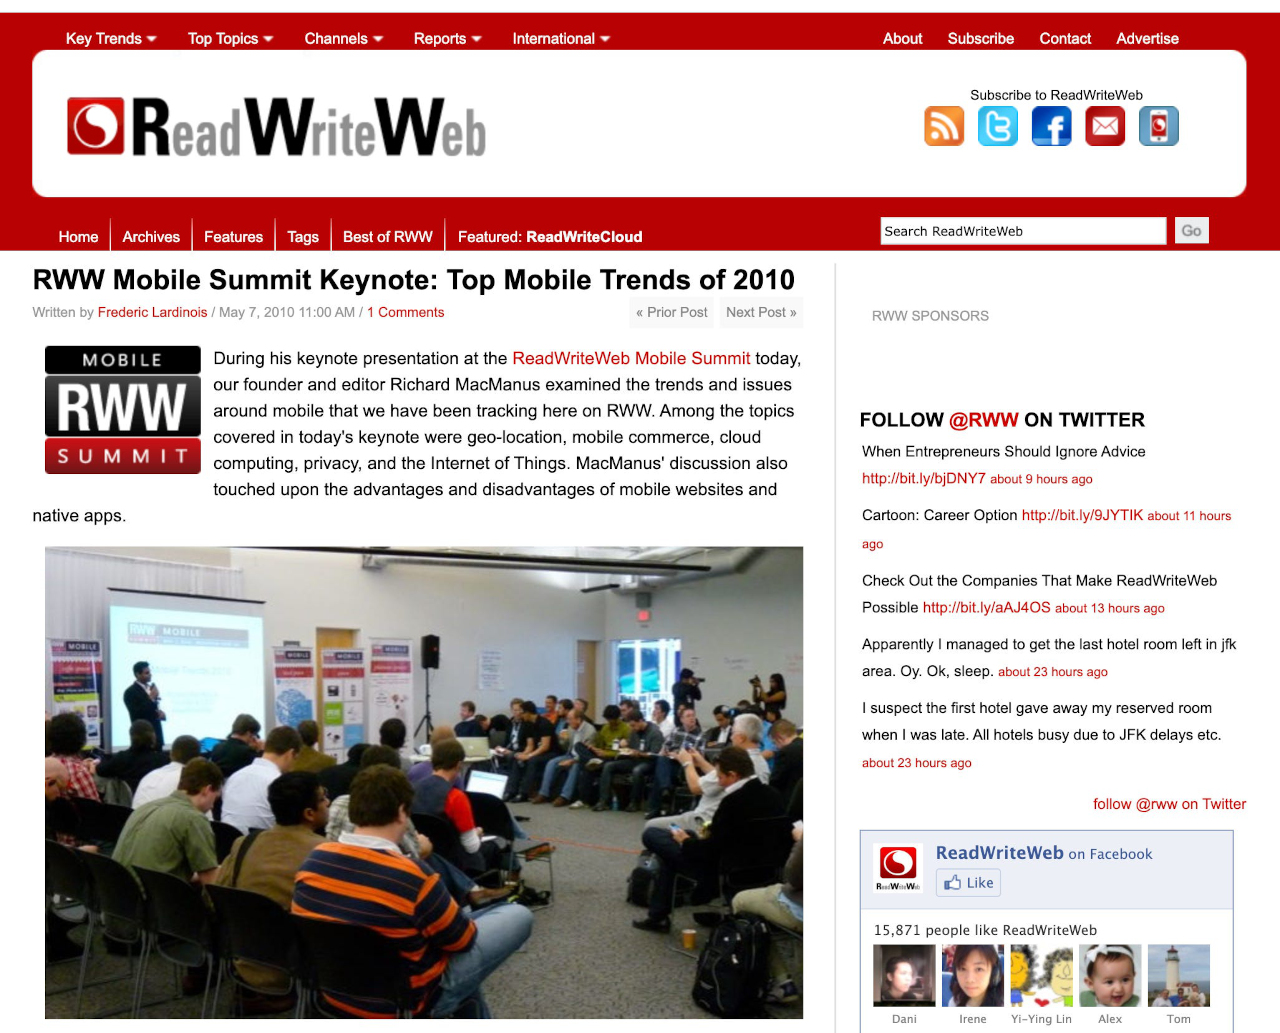 Key Trends Top Topics Channels Reports International About Subscribe Contact Advertise
ReadWriteWeb
Subscribe to ReadWriteWeb
Home Archives Features Tags Best of RWW Featured: ReadWriteCloud
Search ReadWriteWeb Go
RWW Mobile Summit Keynote: Top Mobile Trends of 2010
Written by Frederic Lardinois / May 7, 2010 11:00 AM / 1 Comments
« Prior Post Next Post »
MOBILE
RWW
SUMMIT
During his keynote presentation at the ReadWriteWeb Mobile Summit today,
our founder and editor Richard MacManus examined the trends and issues
around mobile that we have been tracking here on RWW. Among the topics
covered in today's keynote were geo-location, mobile commerce, cloud
computing, privacy, and the Internet of Things. MacManus' discussion also
touched upon the advantages and disadvantages of mobile websites and
native apps.
RWW MOBILE
SUMMIT
RWW SPONSORS
FOLLOW @RWW ON TWITTER
When Entrepreneurs Should Ignore Advice
http://bit.ly/bjDNY7 about 9 hours ago
Cartoon: Career Option http://bit.ly/9JYTIK about 11 hours
ago
Check Out the Companies That Make ReadWriteWeb
Possible http://bit.ly/aAJ4OS about 13 hours ago
Apparently I managed to get the last hotel room left in jfk
area. Oy. Ok, sleep. about 23 hours ago
I suspect the first hotel gave away my reserved room
when I was late. All hotels busy due to JFK delays etc.
about 23 hours ago
follow @rww on Twitter
ReadWriteWeb
ReadWriteWeb on Facebook
Like
15,871 people like ReadWriteWeb
Dani Irene Yi-Ying Lin Alex Tom